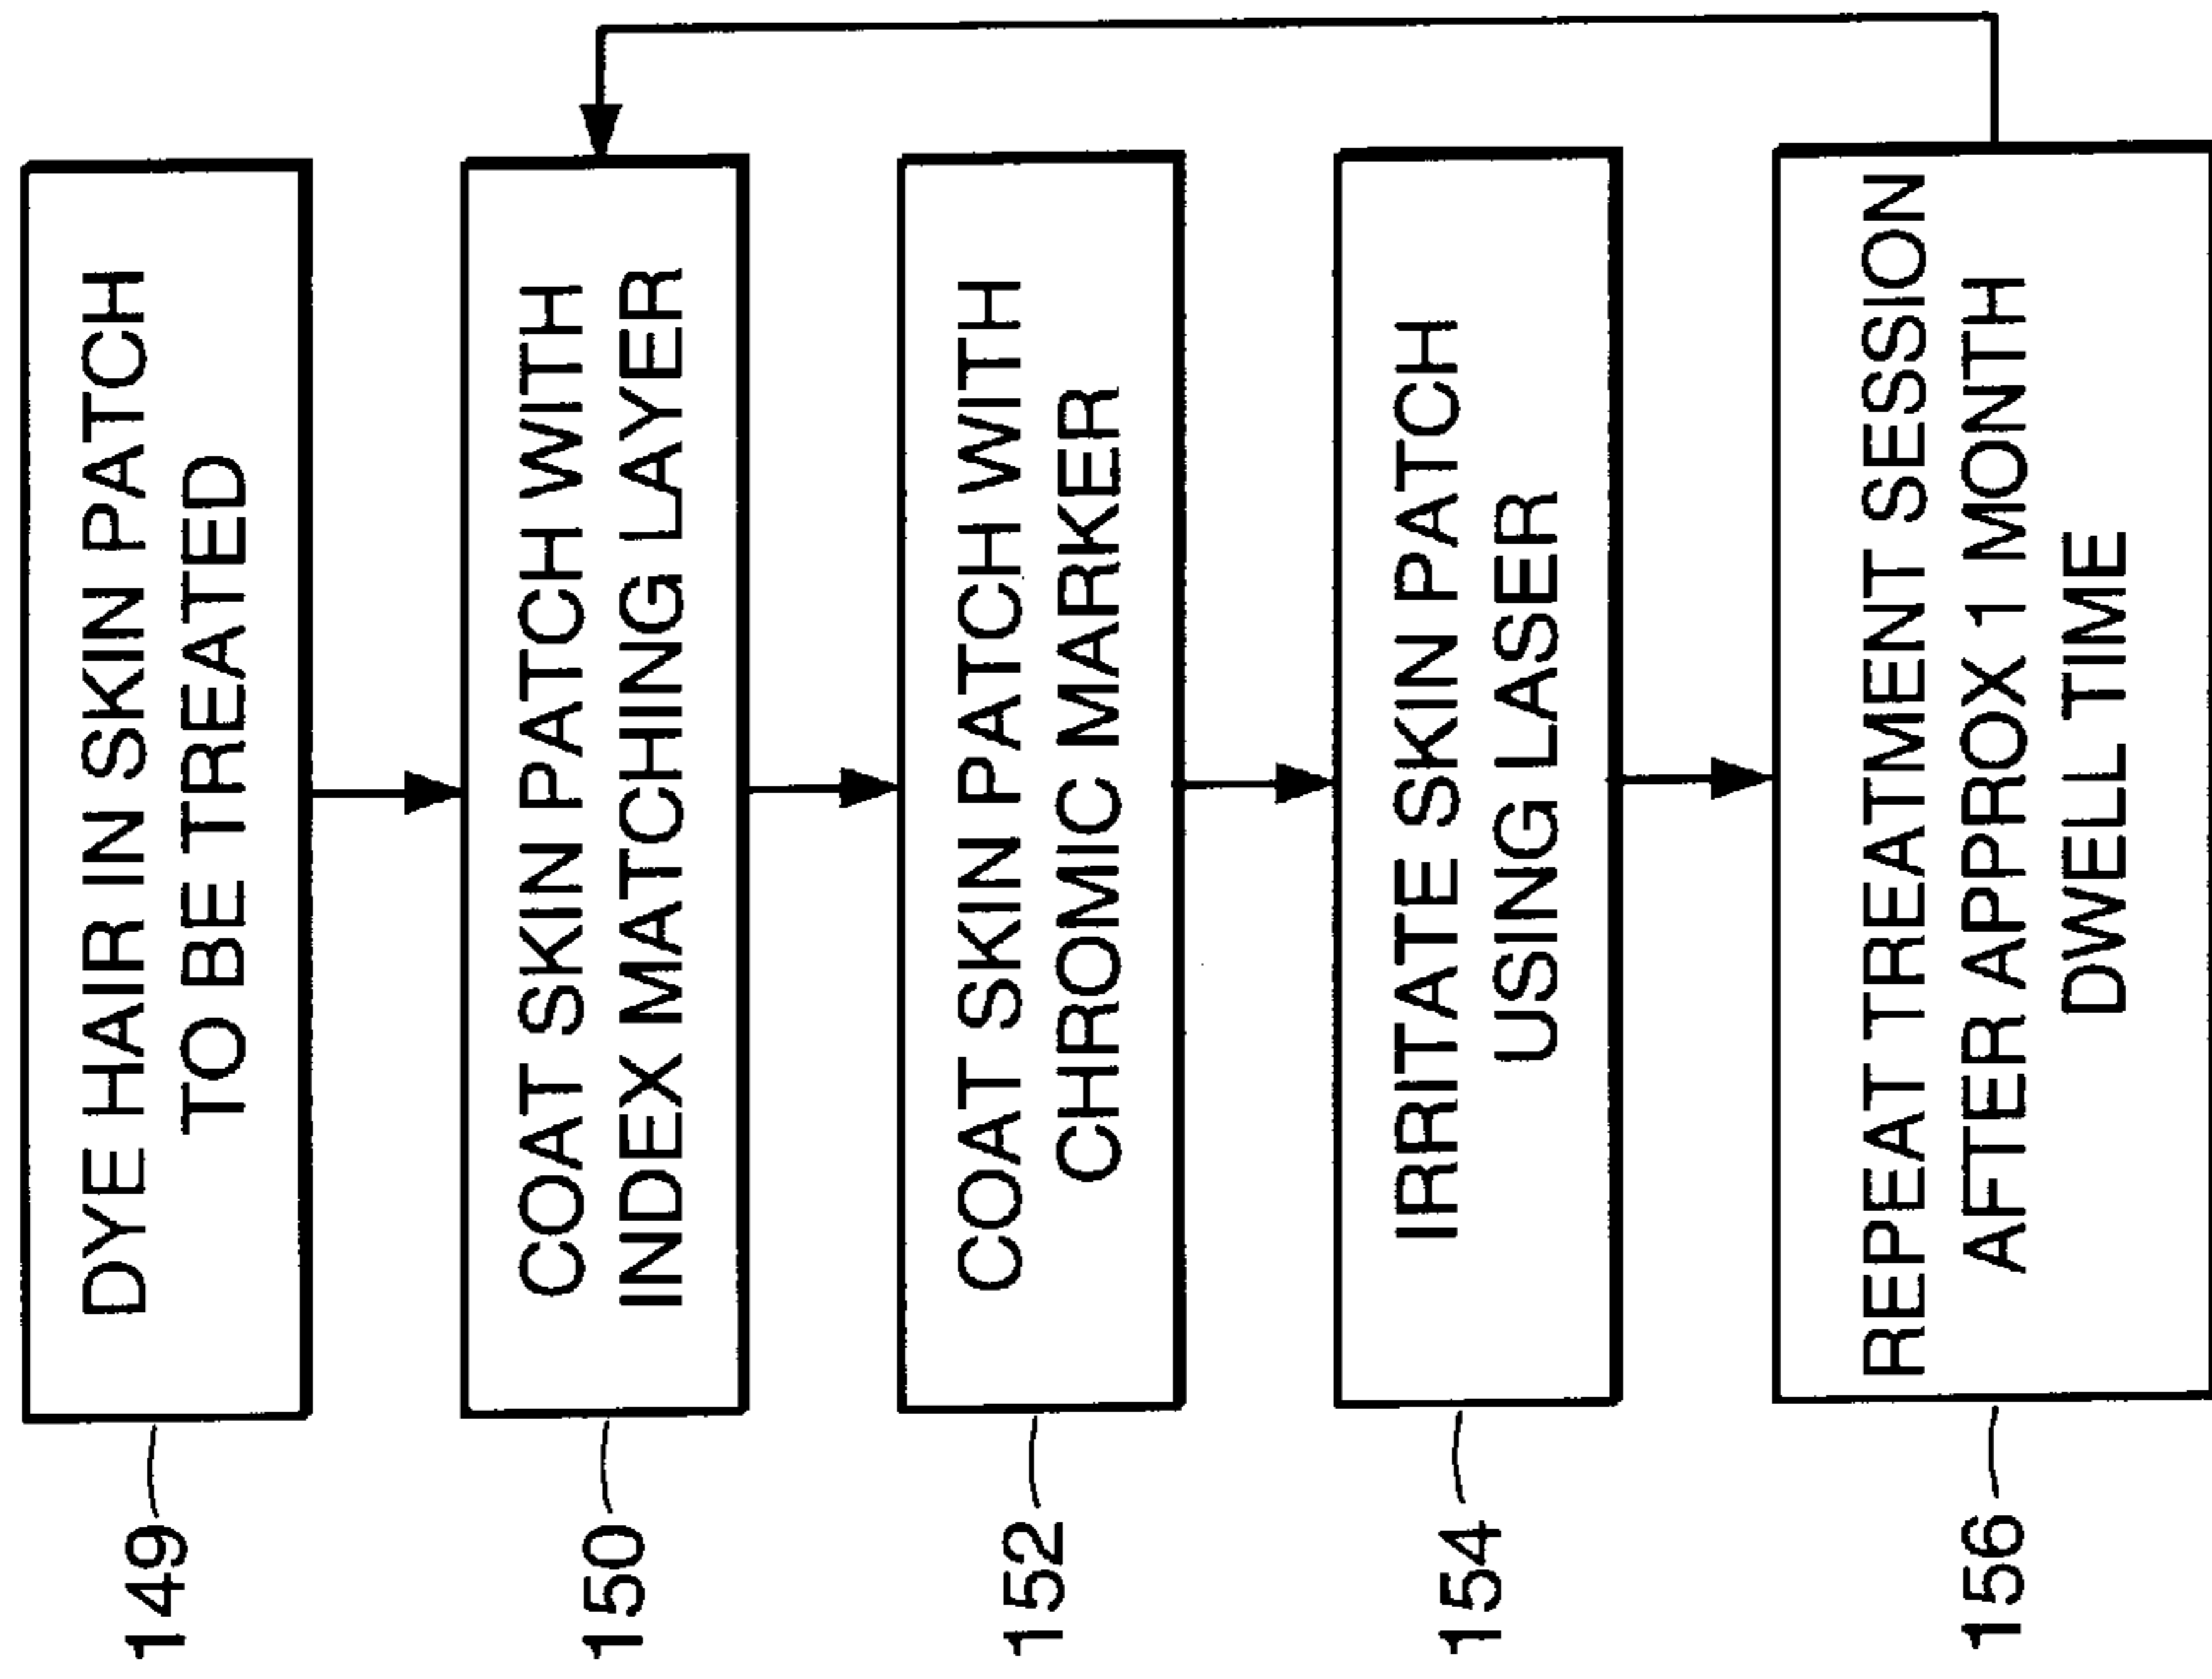 149
DYE HAIR IN SKIN PATCH
TO BE TREATED
150
COAT SKIN PATCH WITH
INDEX MATCHING LAYER
152
COAT SKIN PATCH WITH
CHROMIC MARKER
154
IRRITATE SKIN PATCH
USING LASER
156
REPEAT TREATMENT SESSION
AFTER APPROX 1 MONTH
DWELL TIME